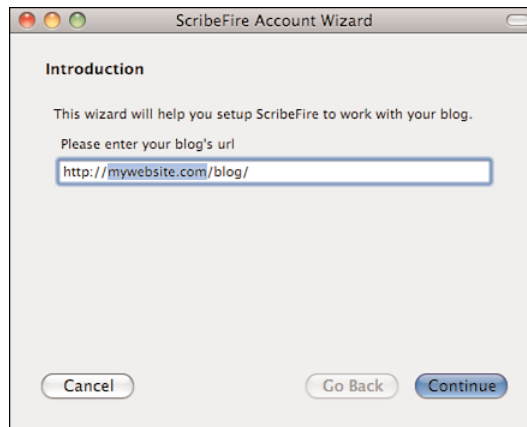 ScribeFire Account Wizard
Introduction
This wizard will help you setup ScribeFire to work with your blog.
Please enter your blog's url
http://mywebsite.com/blog/
Cancel
Go Back
Continue